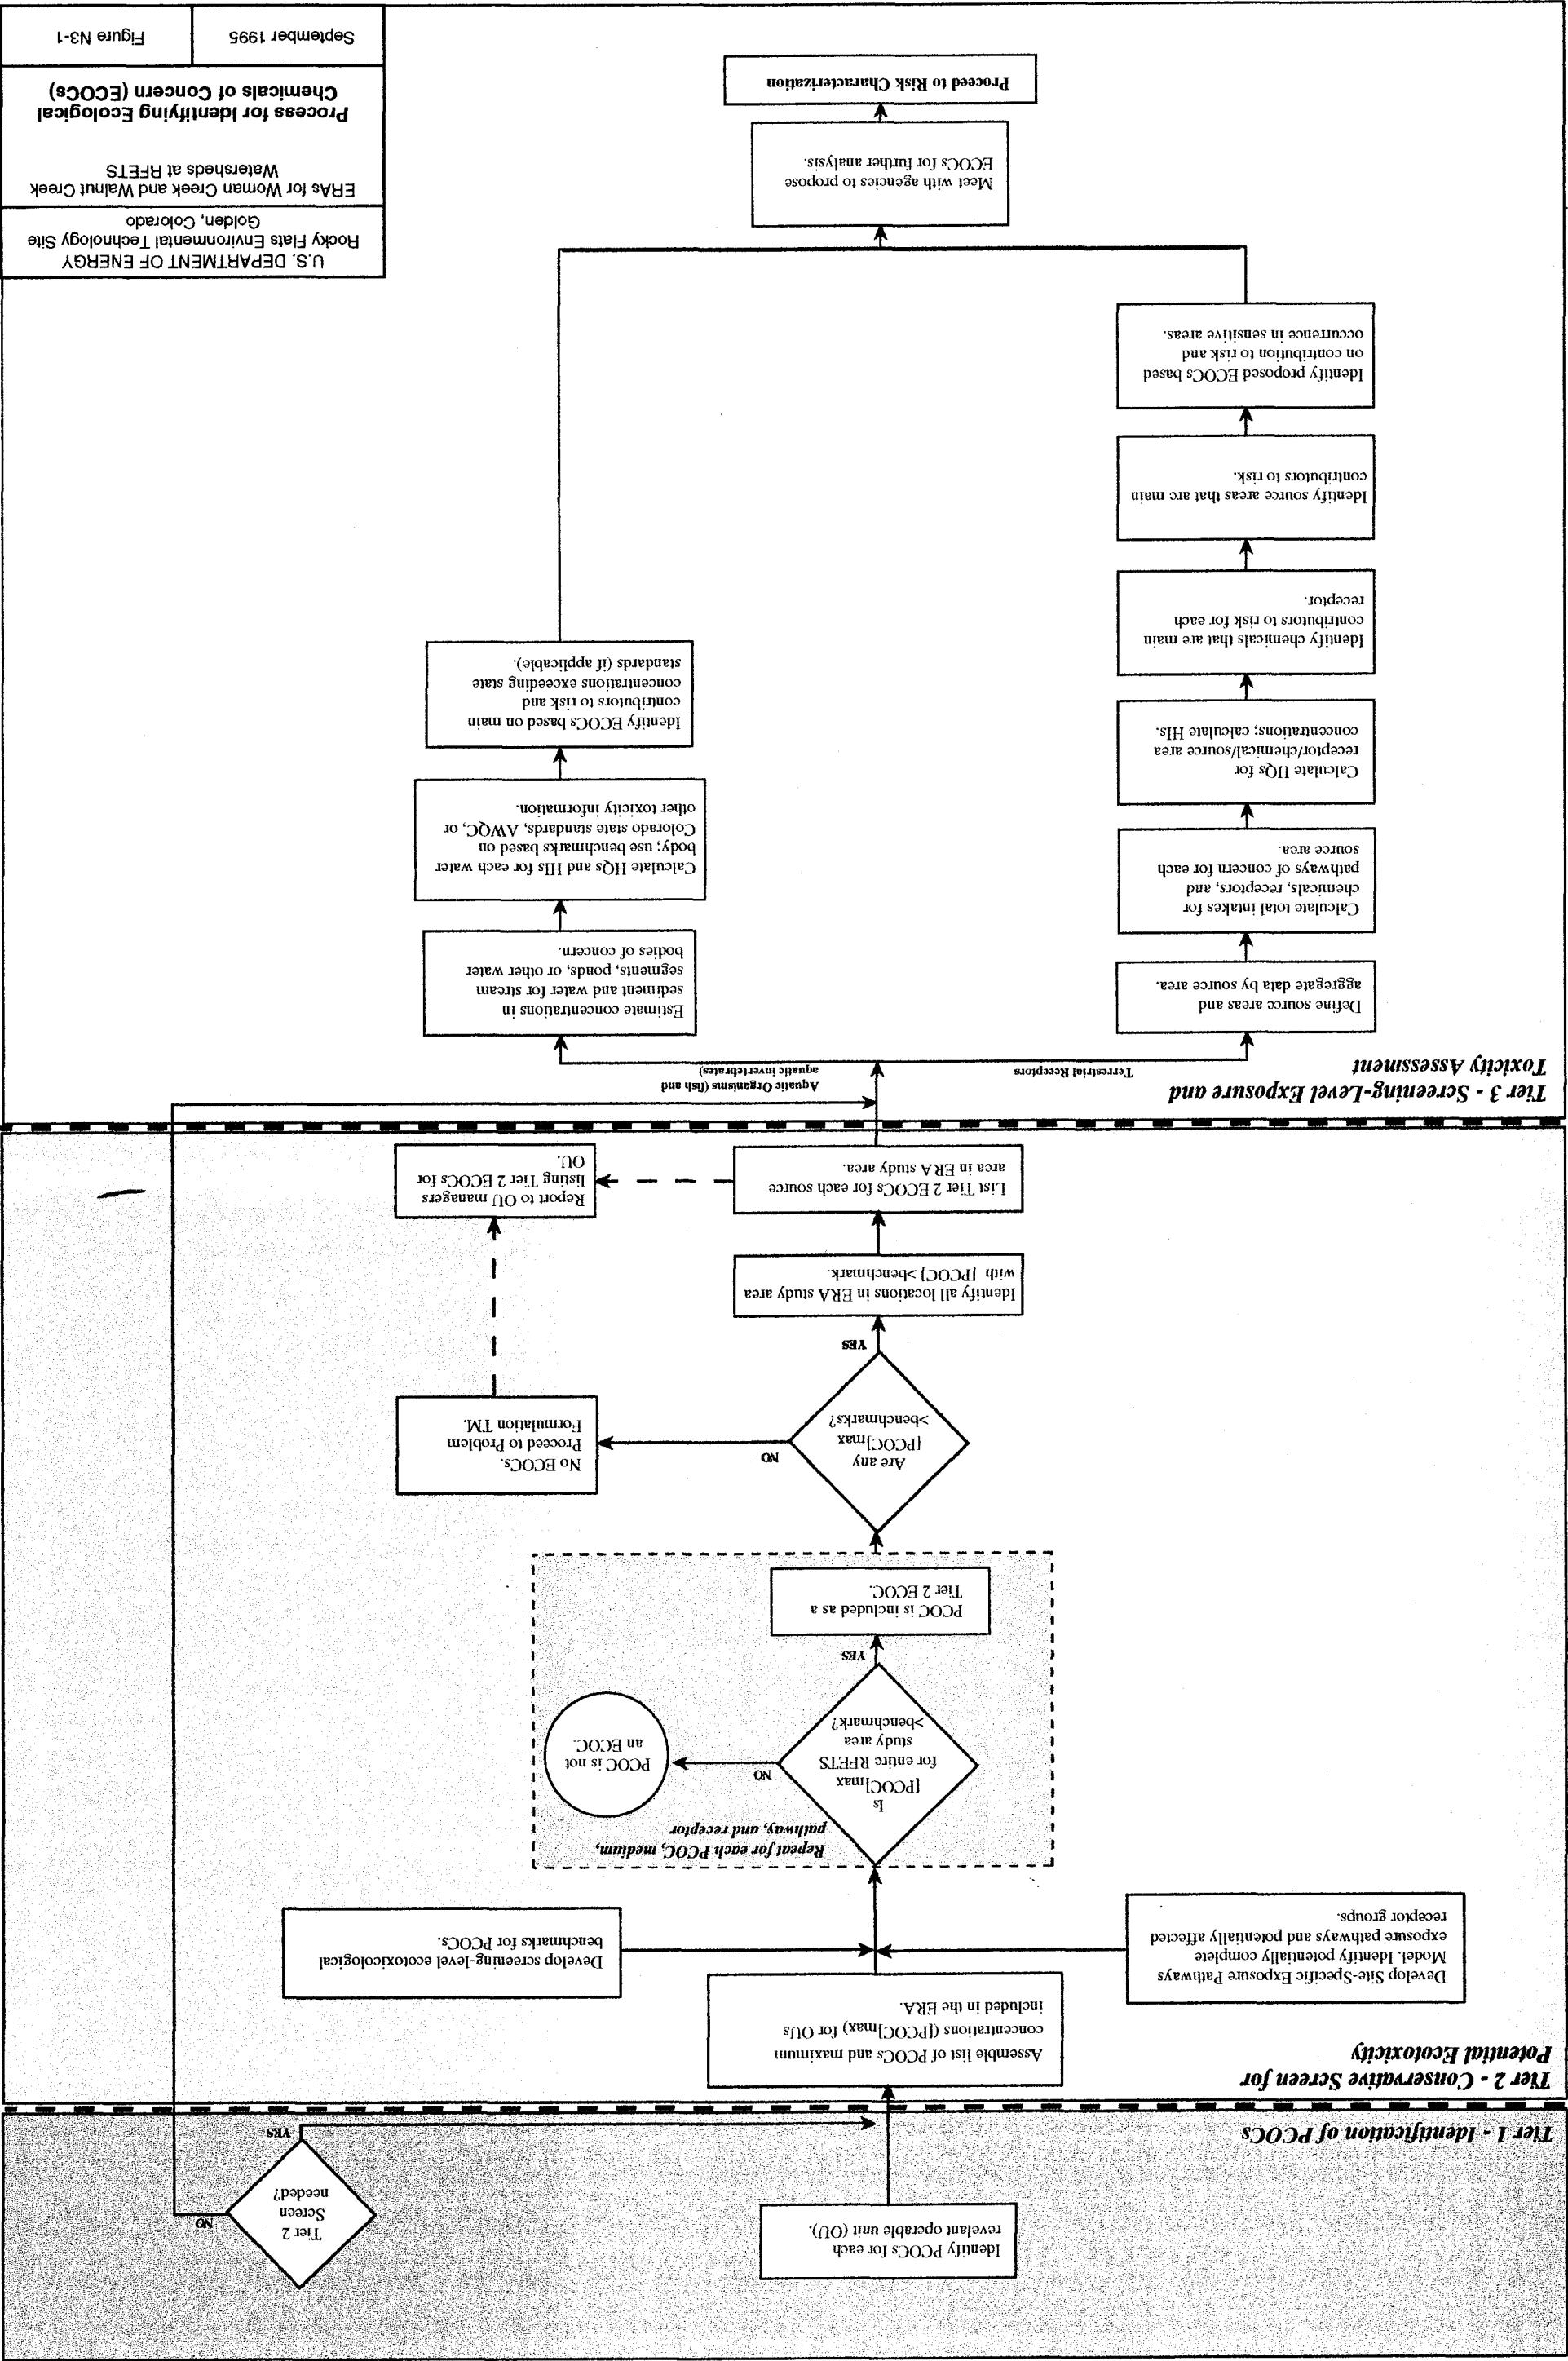 Tier 1 - Identification of PCOCs
Identify PCOCs for each
revelant operable unit (OU).
Tier 2
Screen
needed?
NO
YES
Tier 2 - Conservative Screen for
Potential Ecotoxicity
Assemble list of PCOCs and maximum
concentrations ([PCOC]max) for OUs
included in the ERA.
Develop Site-Specific Exposure Pathways
Model. Identify potentially complete
exposure pathways and potentially affected
receptor groups.
Develop screening-level ecotoxicological
benchmarks for PCOCs.
Repeat for each PCOC, medium,
pathway, and receptor
Is
[PCOC]max
for entire RFETS
study area
>benchmark?
NO
PCOC is not
an ECOC.
YES
PCOC is included as a
Tier 2 ECOC.
Are any
[PCOC]max
>benchmarks?
NO
No ECOCs.
Proceed to Problem
Formulation TM.
YES
Identify all locations in ERA study area
with [PCOC] >benchmark.
List Tier 2 ECOCs for each source
area in ERA study area.
Report to OU managers
listing Tier 2 ECOCs for
OU.
Tier 3 - Screening-Level Exposure and
Toxicity Assessment
Terrestrial Receptors
Aquatic Organisms (fish and
aquatic invertebrates)
Define source areas and
aggregate data by source area.
Calculate total intakes for
chemicals, receptors, and
pathways of concern for each
source area.
Calculate HQs for
receptor/chemical/source area
concentrations; calculate HIs.
Identify chemicals that are main
contributors to risk for each
receptor.
Identify source areas that are main
contributors to risk.
Identify proposed ECOCs based
on contribution to risk and
occurrence in sensitive areas.
Estimate concentrations in
sediment and water for stream
segments, ponds, or other water
bodies of concern.
Calculate HQs and HIs for each water
body; use benchmarks based on
Colorado state standards, AWQC, or
other toxicity information.
Identify ECOCs based on main
contributors to risk and
concentrations exceeding state
standards (if applicable).
Meet with agencies to propose
ECOCs for further analysis.
Proceed to Risk Characterization
U.S. DEPARTMENT OF ENERGY
Rocky Flats Environmental Technology Site
Golden, Colorado
ERAs for Woman Creek and Walnut Creek
Watersheds at RFETS
Process for Identifying Ecological
Chemicals of Concern (ECOCs)
September 1995
Figure N3-1